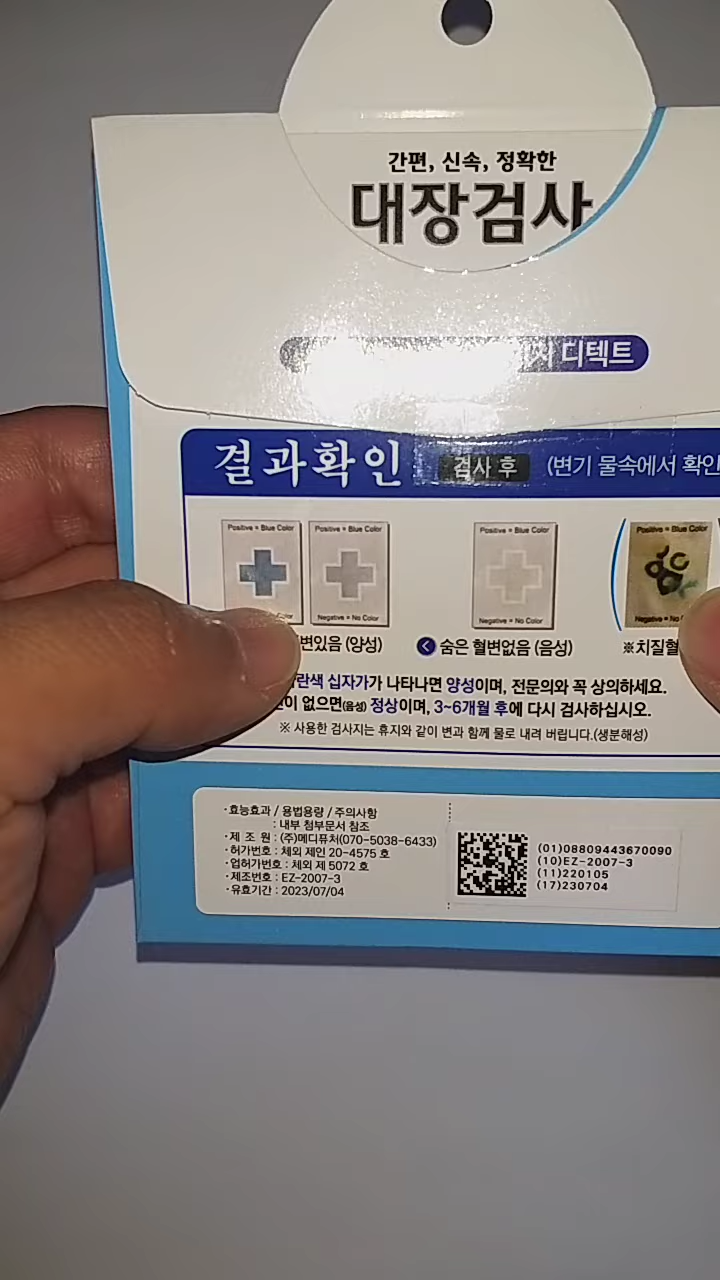 간편, 신속, 정확한
대장검사
디텍트
결과확인 검사 후 (변기 물속에서 확인
Positive = Blue Color Positive = Blue Color Positive = Blue Color Positive = Blue Color
Color Negative = No Color Negative = No Color Negative = No
변있음 (양성) 숨은 혈변없음 (음성) ※치질혈
란색 십자가가 나타나면 양성이며, 전문의와 꼭 상의하세요.
이 없으면(음성) 정상이며, 3~6개월 후에 다시 검사하십시오.
※ 사용한 검사지는 휴지와 같이 변과 함께 물로 내려 버립니다.(생분해성)
·효능효과 / 용법용량 / 주의사항
: 내부 첨부문서 참조
·제 조 원 : (주)메디퓨처(070-5038-6433)
·허가번호 : 체외 제인 20-4575 호
·업허가번호 : 체외 제 5072 호
·제조번호 : EZ-2007-3
·유효기간 : 2023/07/04
(01)08809443670090
(10)EZ-2007-3
(11)220105
(17)230704